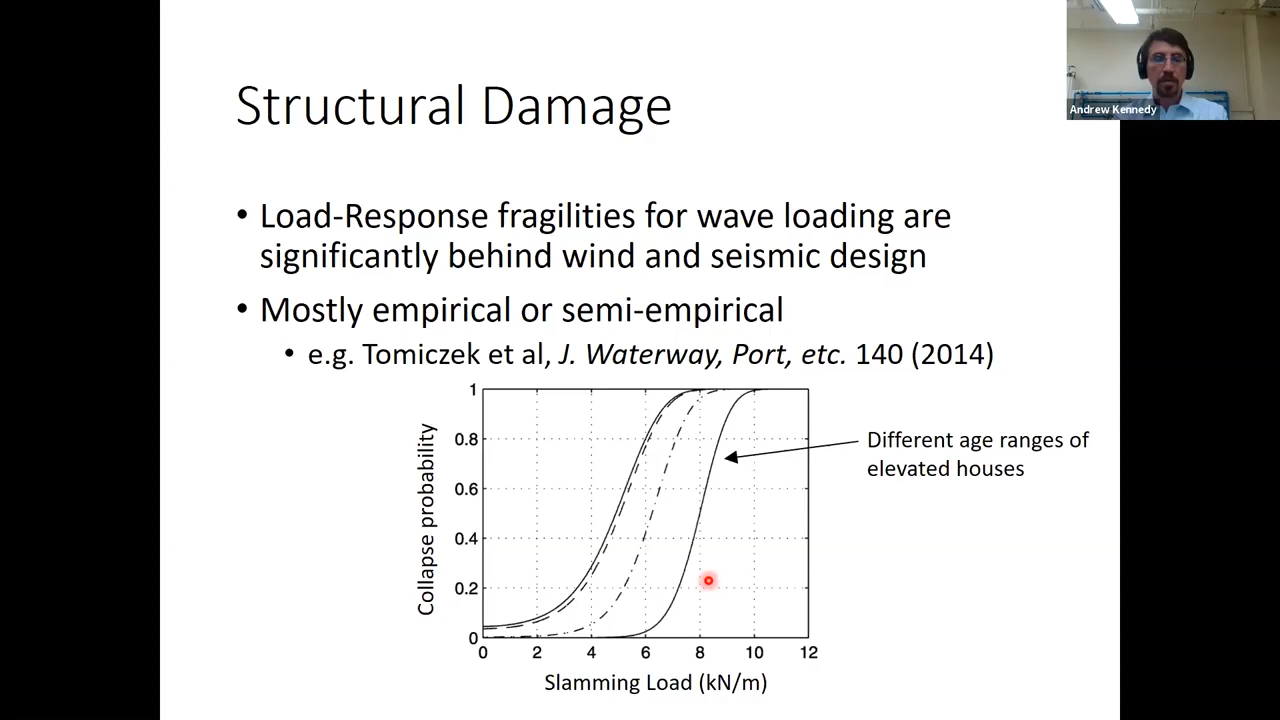 Andrew Kennedy
Structural Damage
• Load-Response fragilities for wave loading are
significantly behind wind and seismic design
• Mostly empirical or semi-empirical
• e.g. Tomiczek et al, J. Waterway, Port, etc. 140 (2014)
1
0.8
0.6
0.4
0.2
0
Collapse probability
0 2 4 6 8 10 12
Slamming Load (kN/m)
Different age ranges of
elevated houses